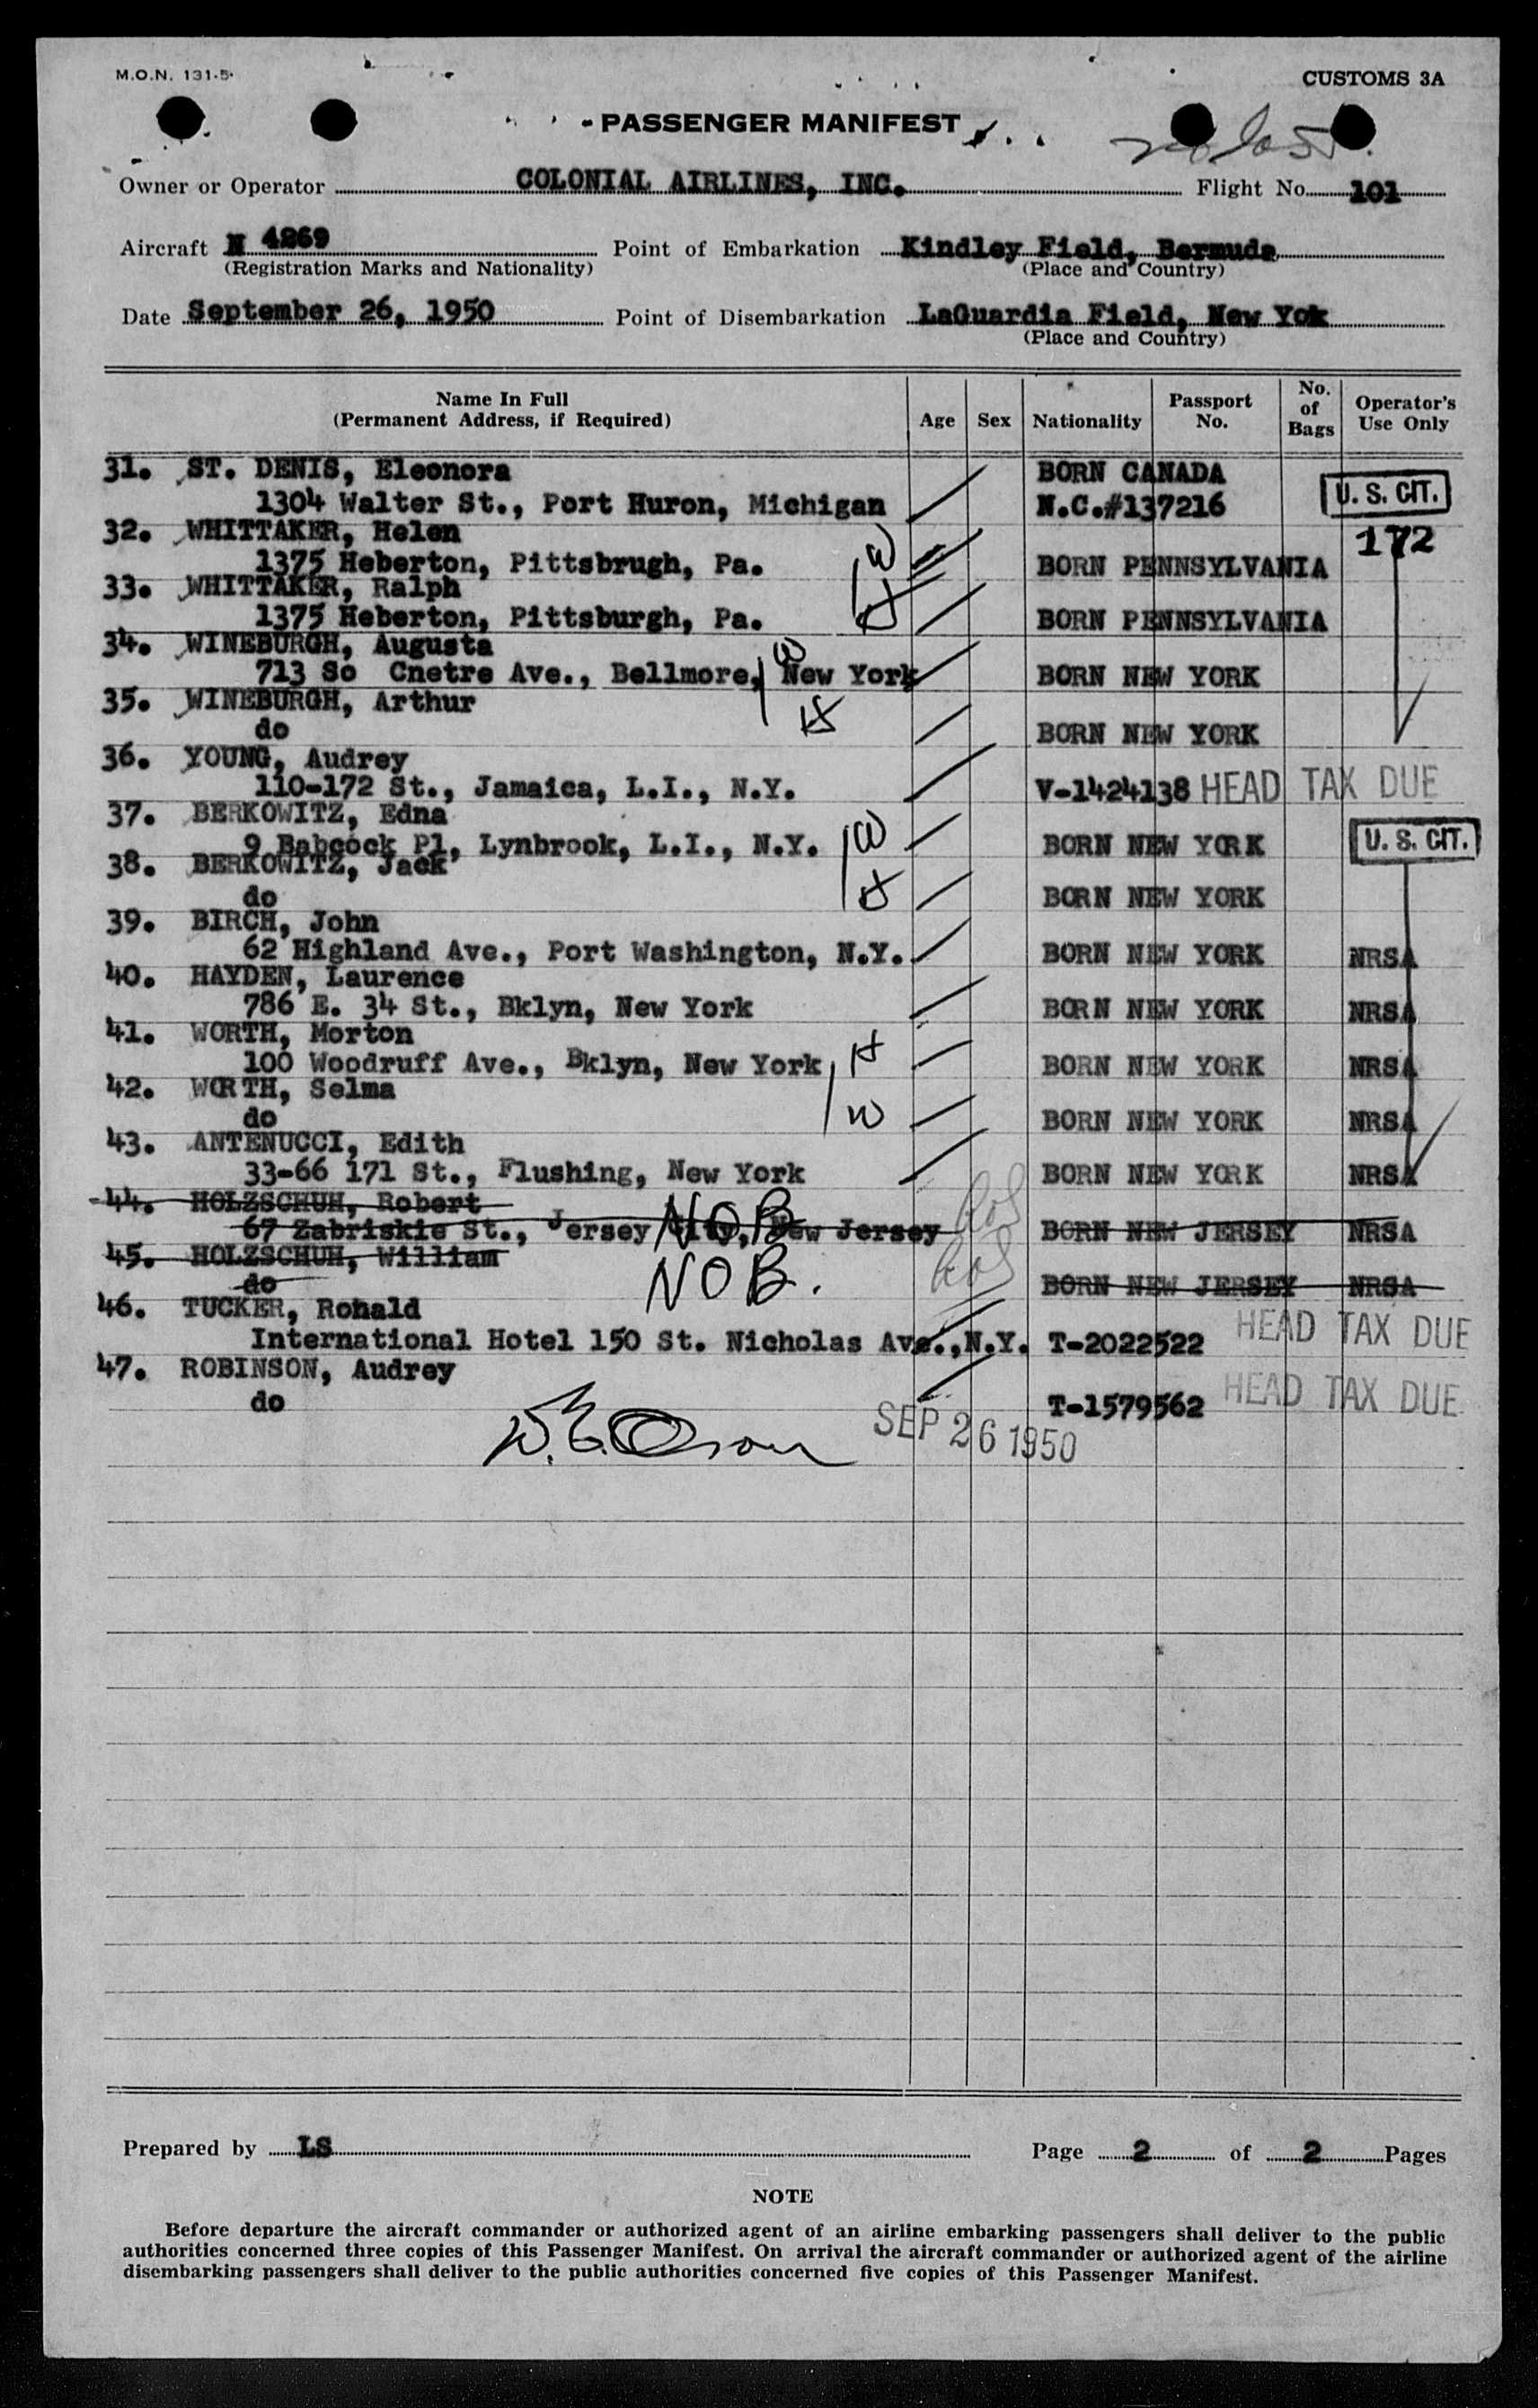 M.O.N. 131-5
CUSTOMS 3A
PASSENGER MANIFEST
Owner or Operator COLONIAL AIRLINES, INC. Flight No. 101
Aircraft N 4269 Point of Embarkation Kindley Field, Bermuda
(Registration Marks and Nationality) (Place and Country)
Date September 26, 1950 Point of Disembarkation LaGuardia Field, New Yok
(Place and Country)
Name In Full (Permanent Address, if Required) Age Sex Nationality Passport No. No. of Bags Operator's Use Only
31. ST. DENIS, Eleonora BORN CANADA
1304 Walter St., Port Huron, Michigan N.C.#137216 U. S. CIT.
32. WHITTAKER, Helen 172
1375 Heberton, Pittsbrugh, Pa. W BORN PENNSYLVANIA
33. WHITTAKER, Ralph
1375 Heberton, Pittsburgh, Pa. H BORN PENNSYLVANIA
34. WINEBURGH, Augusta W
713 So Cnetre Ave., Bellmore, New York BORN NEW YORK
35. WINEBURGH, Arthur H
do BORN NEW YORK
36. YOUNG, Audrey
110-172 St., Jamaica, L.I., N.Y. V-1424138 HEAD TAX DUE
37. BERKOWITZ, Edna
9 Babcock Pl, Lynbrook, L.I., N.Y. W BORN NEW YORK U. S. CIT.
38. BERKOWITZ, Jack
do H BORN NEW YORK
39. BIRCH, John
62 Highland Ave., Port Washington, N.Y. BORN NEW YORK NRSA
40. HAYDEN, Laurence
786 E. 34 St., Bklyn, New York BORN NEW YORK NRSA
41. WORTH, Morton
100 Woodruff Ave., Bklyn, New York H BORN NEW YORK NRSA
42. WORTH, Selma
do W BORN NEW YORK NRSA
43. ANTENUCCI, Edith
33-66 171 St., Flushing, New York BORN NEW YORK NRSA
44. HOLZSCHUH, Robert
67 Zabriskie St., Jersey City, New Jersey NOB BORN NEW JERSEY NRSA
45. HOLZSCHUH, William
do NOB. BORN NEW JERSEY NRSA
46. TUCKER, Ronald
International Hotel 150 St. Nicholas Ave., N.Y. T-2022522 HEAD TAX DUE
47. ROBINSON, Audrey
do T-1579562 HEAD TAX DUE
SEP 26 1950
Prepared by LS Page 2 of 2 Pages
NOTE
Before departure the aircraft commander or authorized agent of an airline embarking passengers shall deliver to the public
authorities concerned three copies of this Passenger Manifest. On arrival the aircraft commander or authorized agent of the airline
disembarking passengers shall deliver to the public authorities concerned five copies of this Passenger Manifest.